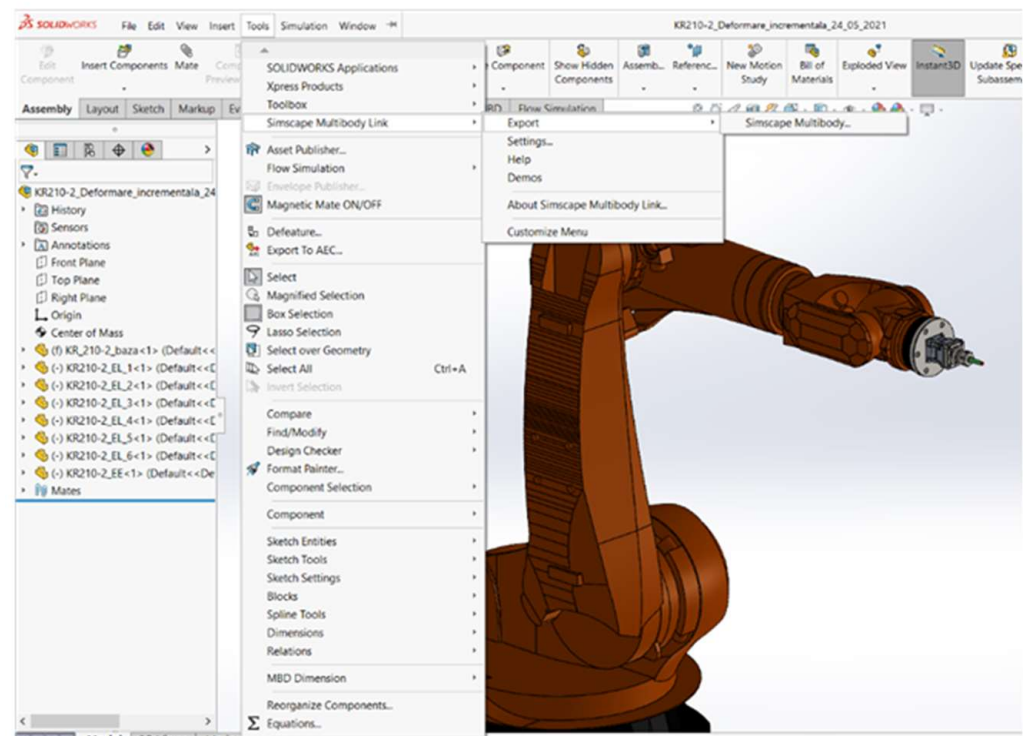 SOLIDWORKS File Edit View Insert Tools Simulation Window KR210-2_Deformare_incrementala_24_05_2021
Edit Component
Insert Components
Mate
Component
Show Hidden Components
Assemb...
Referenc...
New Motion Study
Bill of Materials
Exploded View
Instant3D
Update Spe
Subassem
Preview
Assembly Layout Sketch Markup Ev
Flow Simulation
KR210-2_Deformare_incrementala_24
History
Sensors
Annotations
Front Plane
Top Plane
Right Plane
Origin
Center of Mass
(f) KR_210-2_baza<1> (Default<<
(-) KR210-2_EL_1<1> (Default<<D
(-) KR210-2_EL_2<1> (Default<<D
(-) KR210-2_EL_3<1> (Default<<D
(-) KR210-2_EL_4<1> (Default<<D
(-) KR210-2_EL_5<1> (Default<<D
(-) KR210-2_EL_6<1> (Default<<D
(-) KR210-2_EE<1> (Default<<De
Mates
SOLIDWORKS Applications
Xpress Products
Toolbox
Simscape Multibody Link
Asset Publisher...
Flow Simulation
Envelope Publisher...
Magnetic Mate ON/OFF
Defeature...
Export To AEC...
Select
Magnified Selection
Box Selection
Lasso Selection
Select over Geometry
Select All Ctrl+A
Invert Selection
Compare
Find/Modify
Design Checker
Format Painter...
Component Selection
Component
Sketch Entities
Sketch Tools
Sketch Settings
Blocks
Spline Tools
Dimensions
Relations
MBD Dimension
Reorganize Components...
Equations...
Export
Settings...
Help
Demos
About Simscape Multibody Link...
Customize Menu
Simscape Multibody...